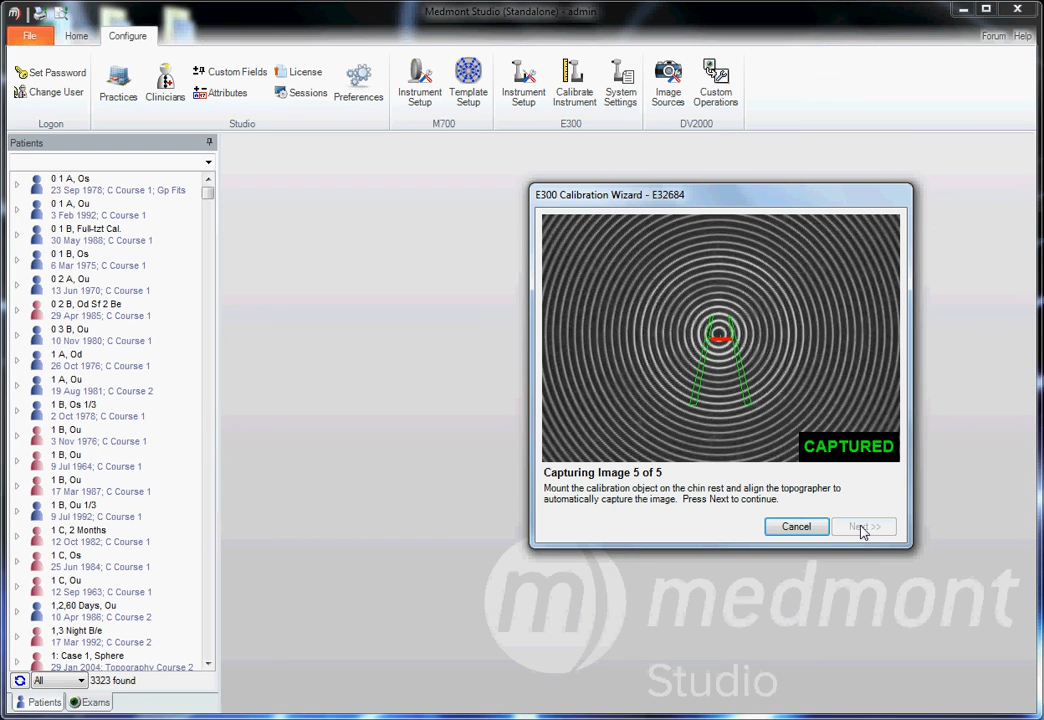 Medmont Studio (Standalone) - admin
File
Home
Configure
Forum
Help
Set Password
Change User
Logon
Practices
Clinicians
Custom Fields
Attributes
License
Sessions
Preferences
Studio
Instrument
Setup
Template
Setup
M700
Instrument
Setup
Calibrate
Instrument
System
Settings
E300
Image
Sources
Custom
Operations
DV2000
Patients
0 1 A, Os
23 Sep 1978; C Course 1; Gp Fits
0 1 A, Ou
3 Feb 1992; C Course 1
0 1 B, Full-tzt Cal.
30 May 1988; C Course 1
0 1 B, Os
6 Mar 1975; C Course 1
0 2 A, Ou
13 Jun 1970; C Course 1
0 2 B, Od Sf 2 Be
29 Apr 1985; C Course 1
0 3 B, Ou
10 Nov 1980; C Course 1
1 A, Od
26 Oct 1976; C Course 1
1 A, Ou
19 Aug 1981; C Course 2
1 B, Os 1/3
2 Oct 1978; C Course 1
1 B, Ou
3 Nov 1976; C Course 1
1 B, Ou
9 Jul 1964; C Course 1
1 B, Ou
17 Mar 1987; C Course 1
1 B, Ou 1/3
9 Jul 1992; C Course 1
1 C, 2 Months
12 Oct 1982; C Course 1
1 C, Os
25 Jun 1984; C Course 1
1 C, Ou
12 Sep 1963; C Course 1
1,2,60 Days, Ou
10 Apr 1986; C Course 2
1,3 Night B/e
17 Mar 1992; C Course 2
1: Case 1, Sphere
29 Jan 2004; Topography Course 2
All
3323 found
Patients
Exams
E300 Calibration Wizard - E32684
CAPTURED
Capturing Image 5 of 5
Mount the calibration object on the chin rest and align the topographer to
automatically capture the image. Press Next to continue.
Cancel
Next >>
m medmont
Studio